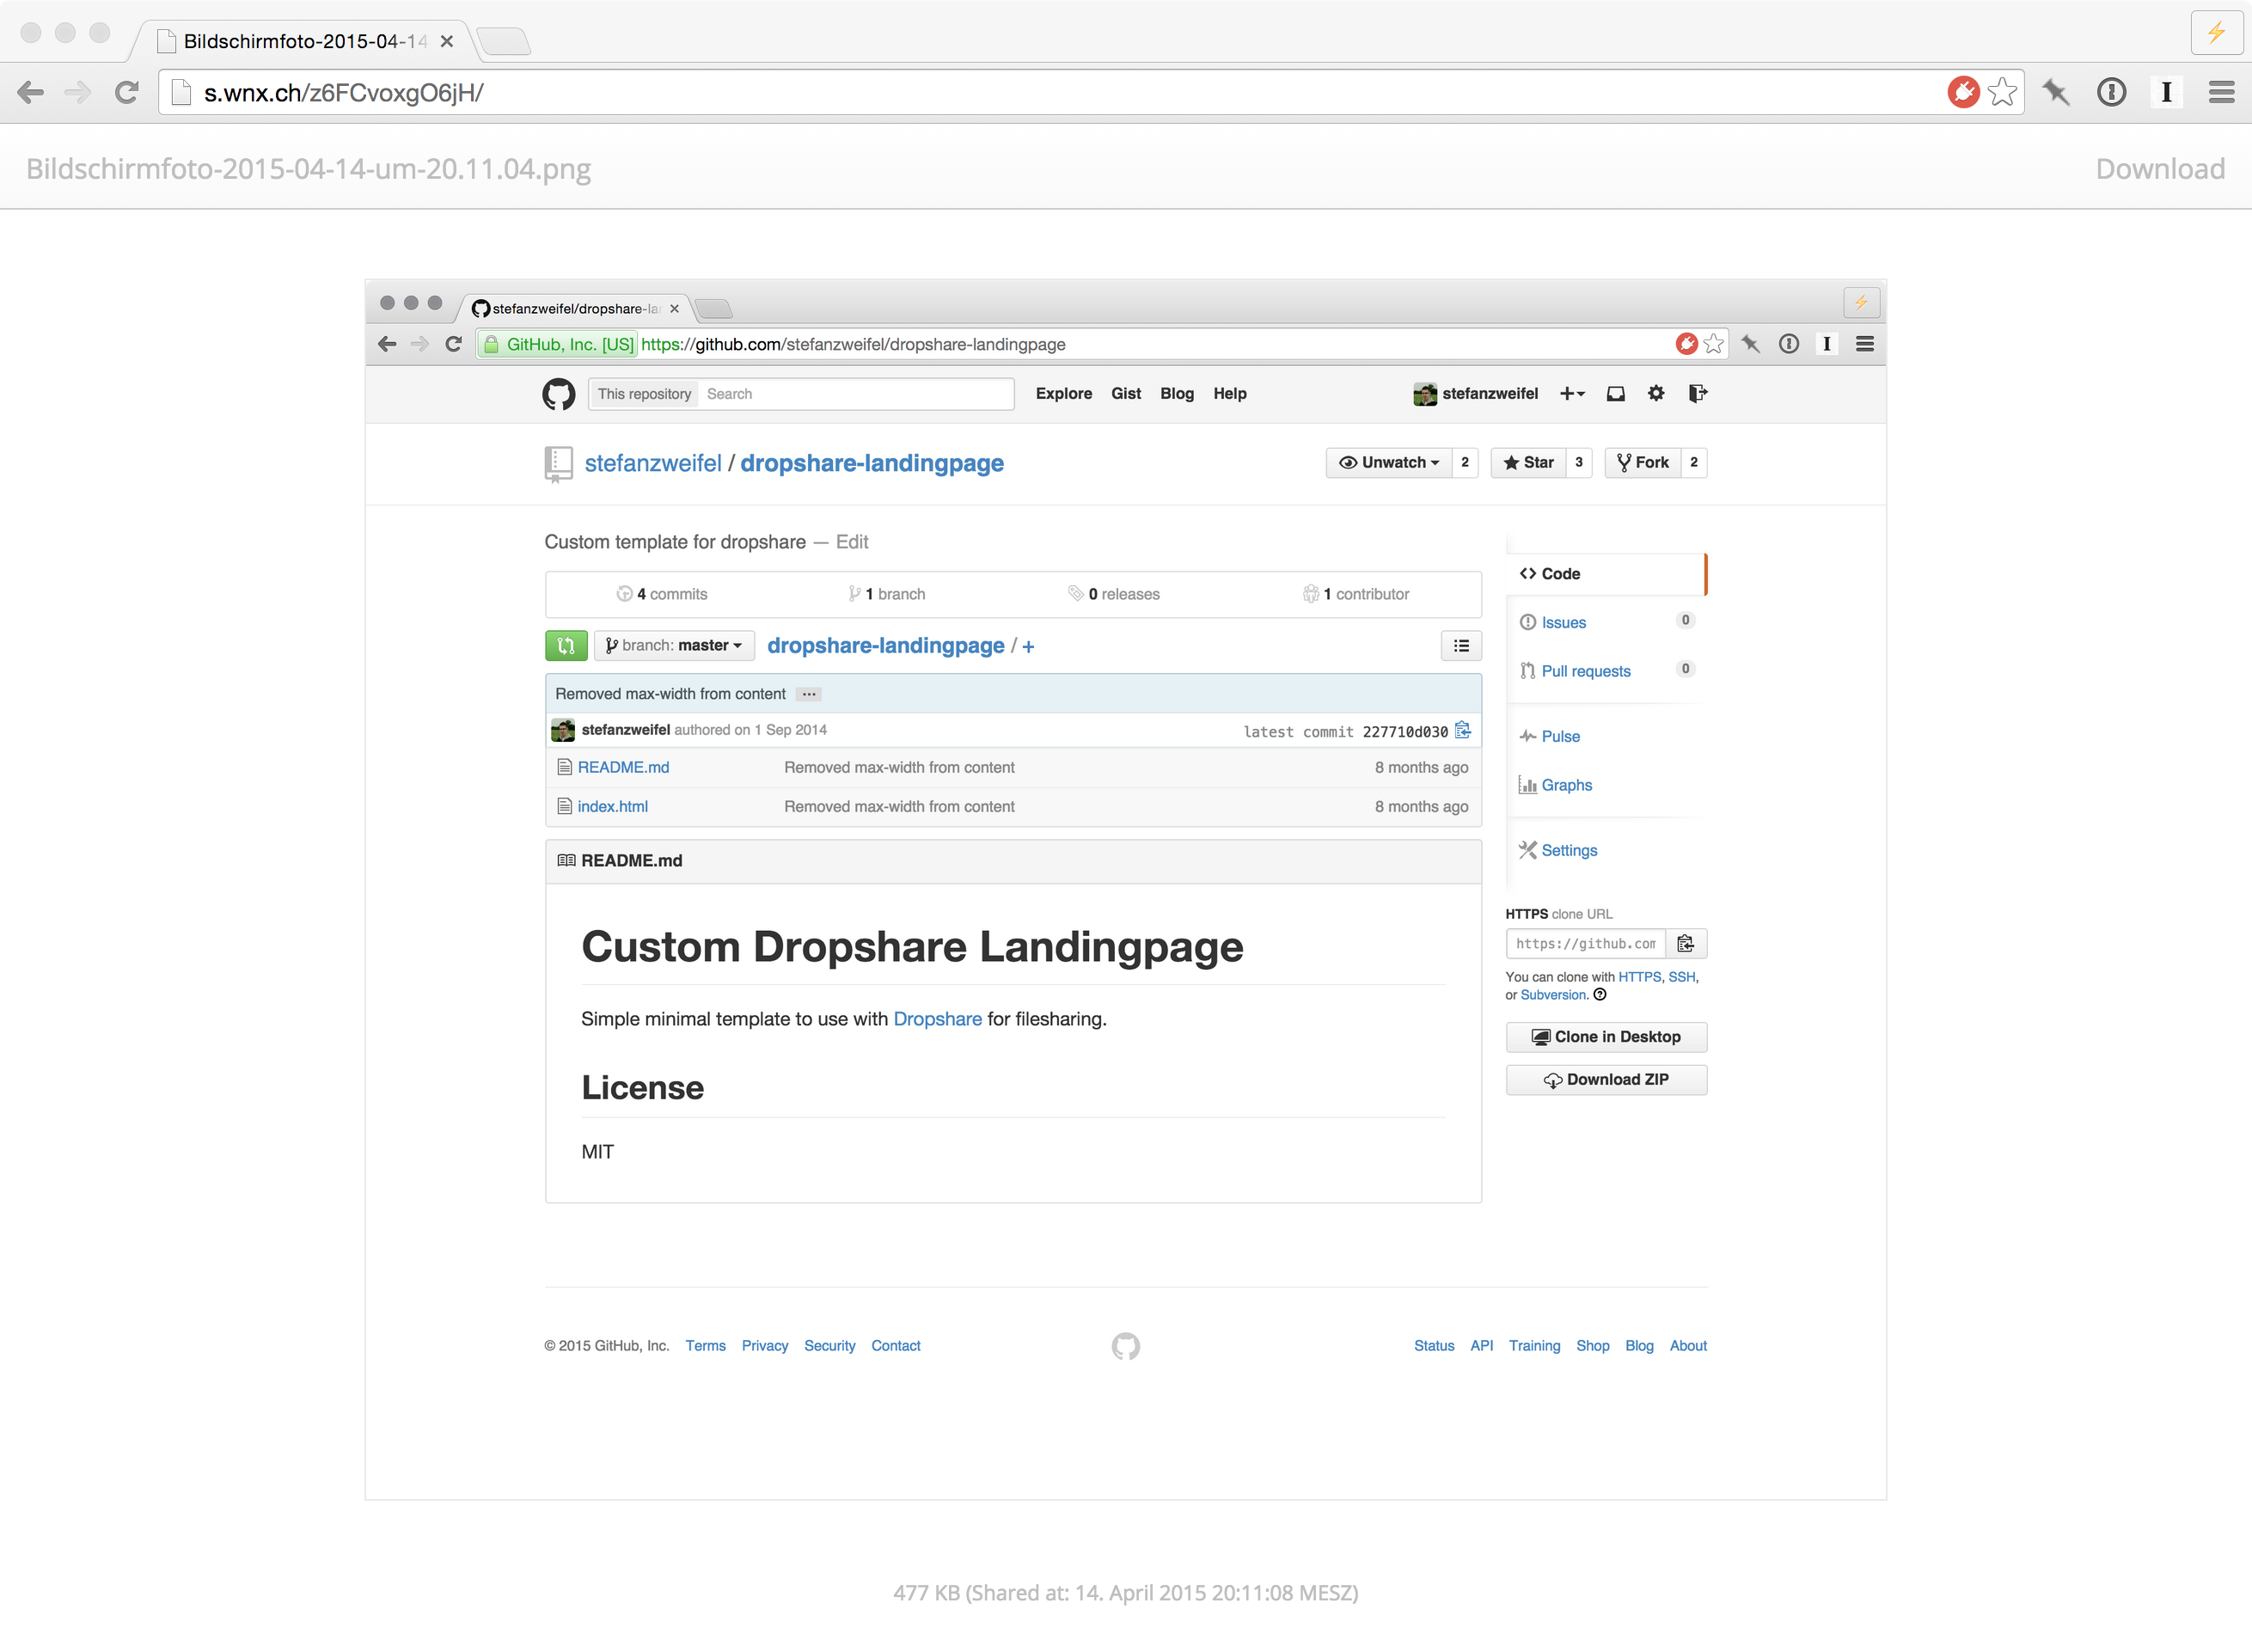 Bildschirmfoto-2015-04-14
s.wnx.ch/z6FCvoxgO6jH/
Bildschirmfoto-2015-04-14-um-20.11.04.png Download
stefanzweifel/dropshare-la
GitHub, Inc. [US] https://github.com/stefanzweifel/dropshare-landingpage
This repository Search Explore Gist Blog Help stefanzweifel
stefanzweifel / dropshare-landingpage Unwatch 2 Star 3 Fork 2
Custom template for dropshare — Edit
4 commits 1 branch 0 releases 1 contributor
branch: master dropshare-landingpage / +
Removed max-width from content ...
stefanzweifel authored on 1 Sep 2014 latest commit 227710d030
README.md Removed max-width from content 8 months ago
index.html Removed max-width from content 8 months ago
README.md
Custom Dropshare Landingpage
Simple minimal template to use with Dropshare for filesharing.
License
MIT
Code
Issues 0
Pull requests 0
Pulse
Graphs
Settings
HTTPS clone URL
https://github.com
You can clone with HTTPS, SSH,
or Subversion.
Clone in Desktop
Download ZIP
© 2015 GitHub, Inc. Terms Privacy Security Contact Status API Training Shop Blog About
477 KB (Shared at: 14. April 2015 20:11:08 MESZ)